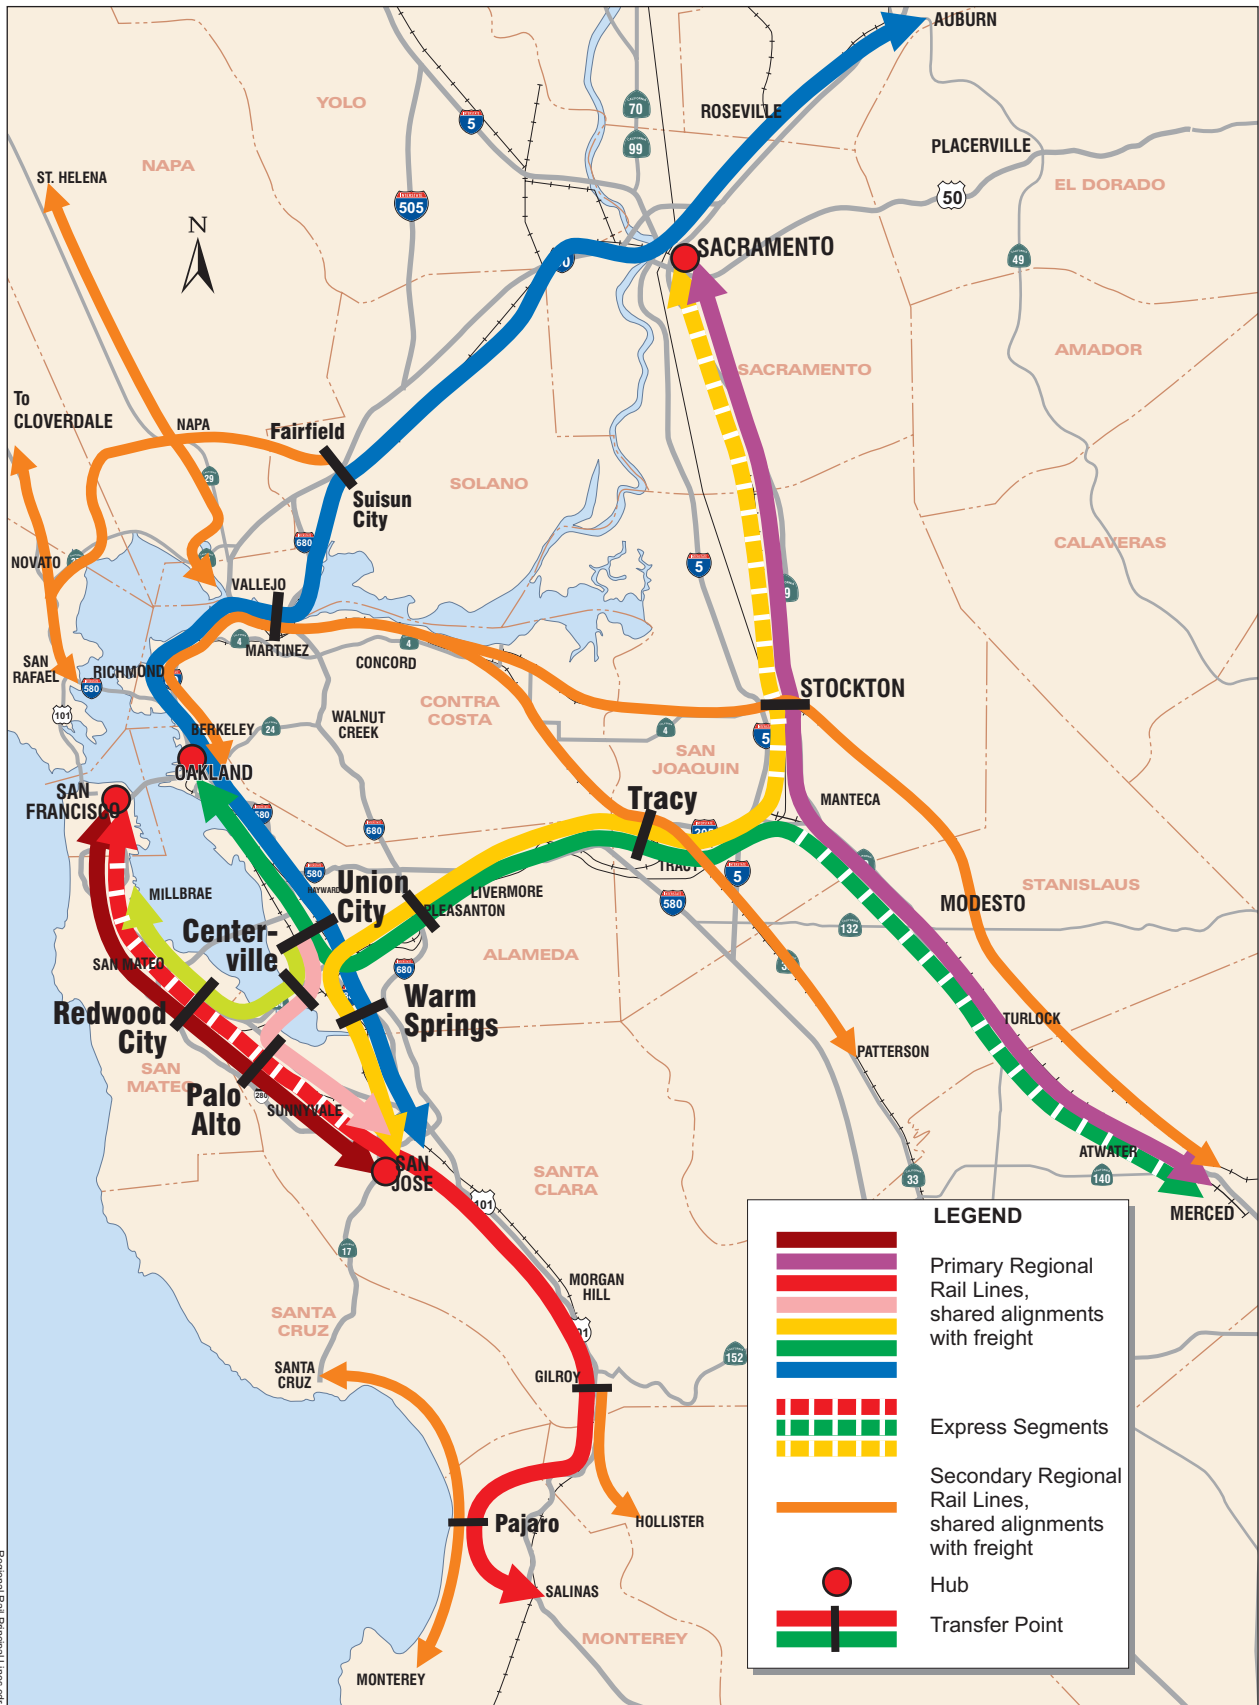 AUBURN
ROSEVILLE
YOLO
5
70
99
PLACERVILLE
NAPA
EL DORADO
ST. HELENA
505
50
N
SACRAMENTO
49
AMADOR
SACRAMENTO
To
CLOVERDALE
NAPA
Fairfield
29
SOLANO
Suisun
City
680
CALAVERAS
NOVATO
5
VALLEJO
4
MARTINEZ
4
CONCORD
SAN
RAFAEL
RICHMOND
580
STOCKTON
CONTRA
COSTA
101
BERKELEY
24
WALNUT
CREEK
4
5
SAN
JOAQUIN
OAKLAND
SAN
FRANCISCO
Tracy
MANTECA
580
680
205
TRACY
5
580
HAYWARD
Union
City
LIVERMORE
PLEASANTON
580
STANISLAUS
MILLBRAE
MODESTO
132
Center-
ville
ALAMEDA
SAN MATEO
680
Warm
Springs
Redwood
City
TURLOCK
SAN
MATEO
PATTERSON
Palo
Alto
280
SUNNYVALE
ATWATER
SAN
JOSE
SANTA
CLARA
33
140
101
MERCED
17
MORGAN
HILL
SANTA
CRUZ
152
SANTA
CRUZ
GILROY
Pajaro
HOLLISTER
SALINAS
MONTEREY
MONTEREY
LEGEND
Primary Regional
Rail Lines,
shared alignments
with freight
Express Segments
Secondary Regional
Rail Lines,
shared alignments
with freight
Hub
Transfer Point